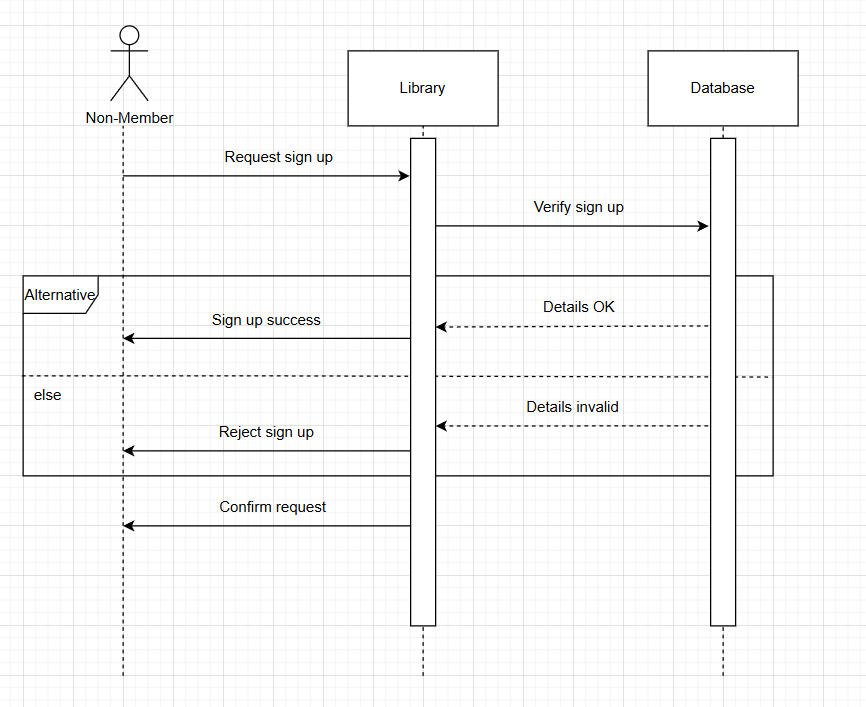 Non-Member
Library
Database
Request sign up
Verify sign up
Alternative
Details OK
Sign up success
else
Details invalid
Reject sign up
Confirm request